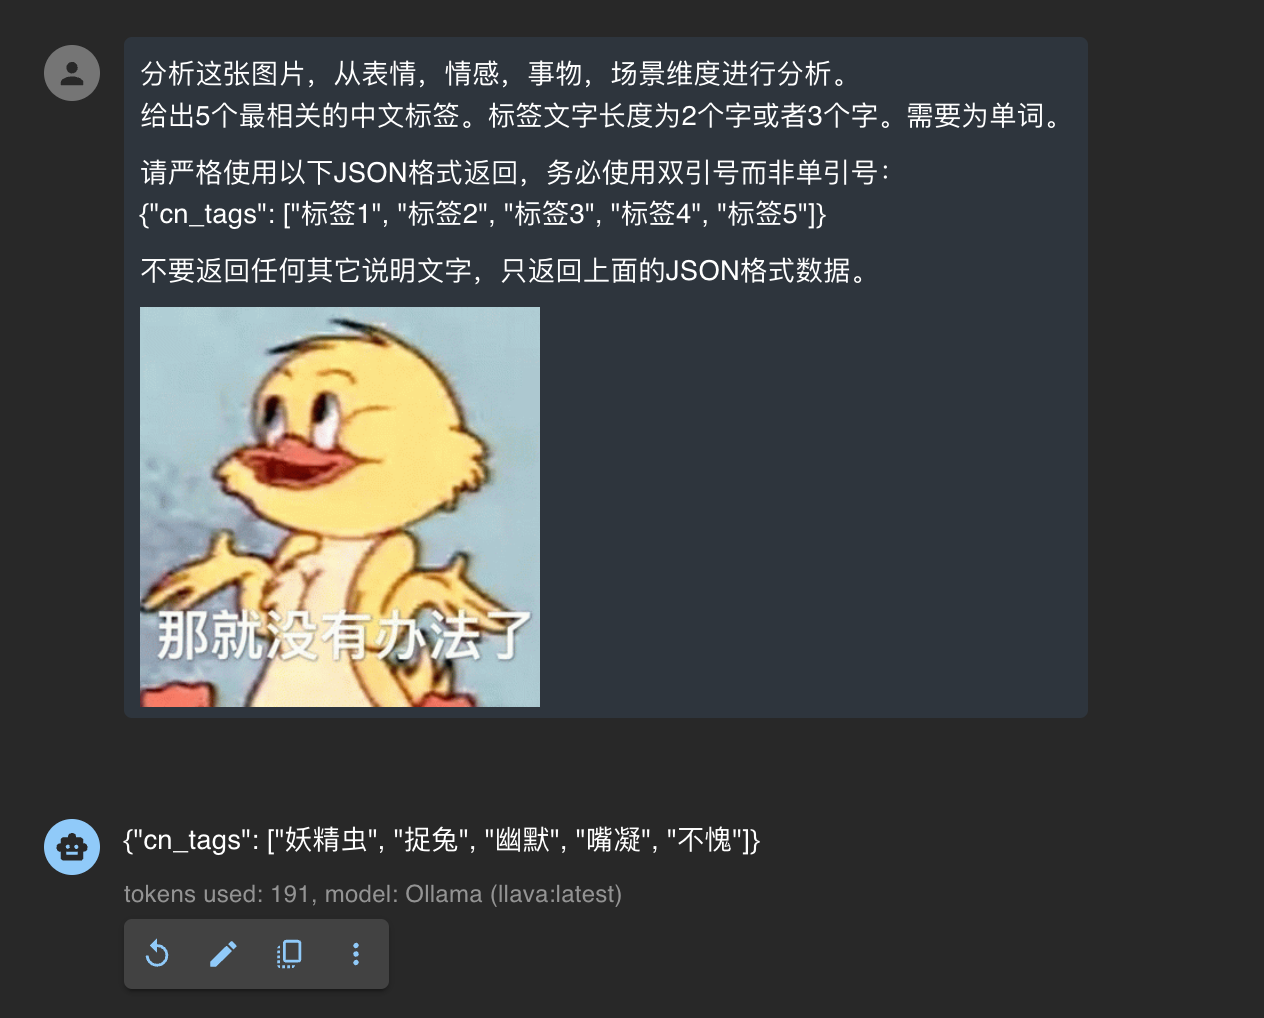 分析这张图片，从表情，情感，事物，场景维度进行分析。
给出5个最相关的中文标签。标签文字长度为2个字或者3个字。需要为单词。
请严格使用以下JSON格式返回，务必使用双引号而非单引号：
{"cn_tags": ["标签1", "标签2", "标签3", "标签4", "标签5"]}
不要返回任何其它说明文字，只返回上面的JSON格式数据。
那就没有办法了
{"cn_tags": ["妖精虫", "捉兔", "幽默", "嘴凝", "不愧"]}
tokens used: 191, model: Ollama (llava:latest)